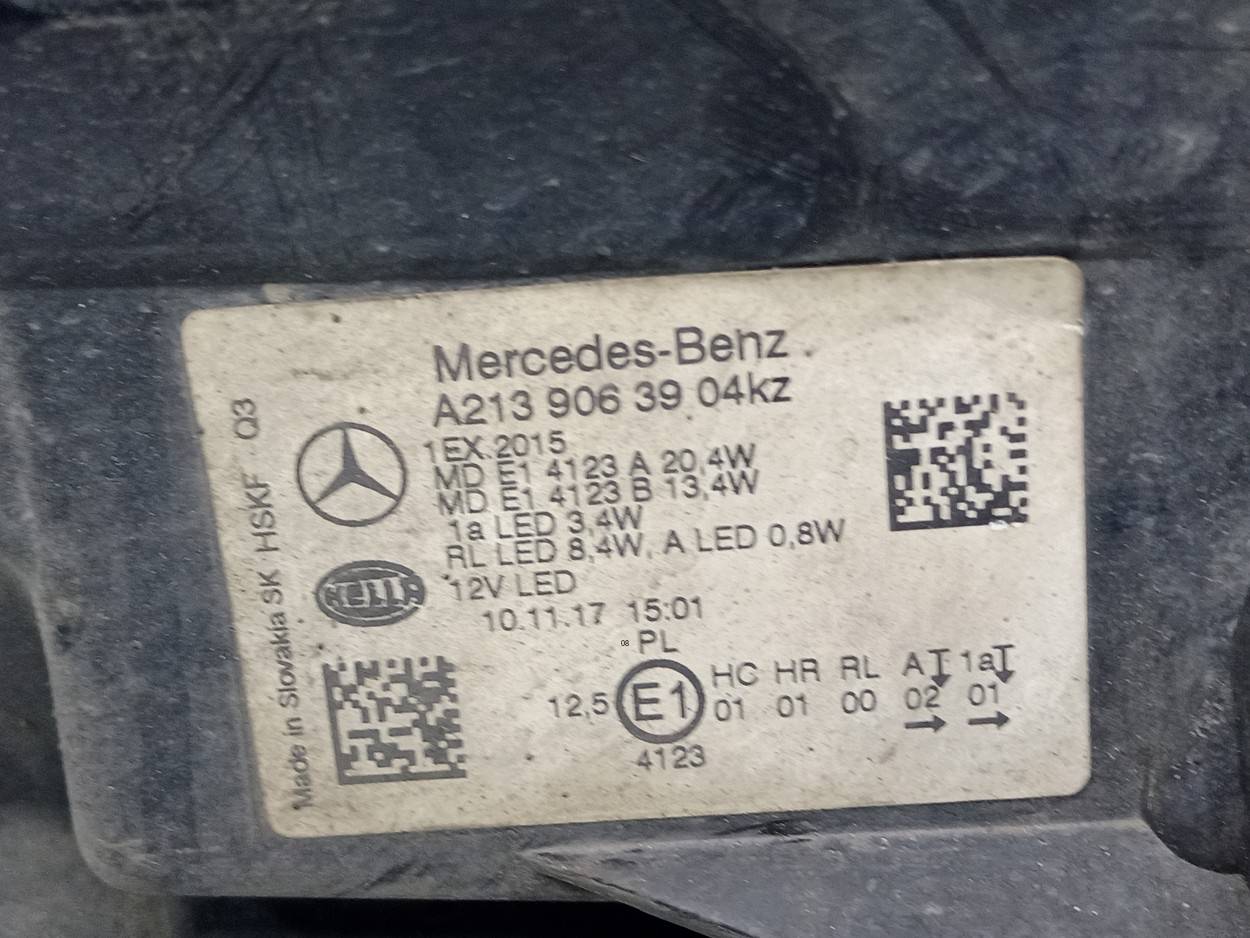 Mercedes-Benz
A213 906 39 04kz
1EX.2015
MD E1 4123 A 20,4W
MD E1 4123 B 13,4W
1a LED 3,4W
RL LED 8,4W, A LED 0,8W
12V LED
10.11.17 15:01
08 PL
HC HR RL A 1a
12,5 E1 01 01 00 02 01
4123
HELLA
Made in Slovakia SK HSKF Q3